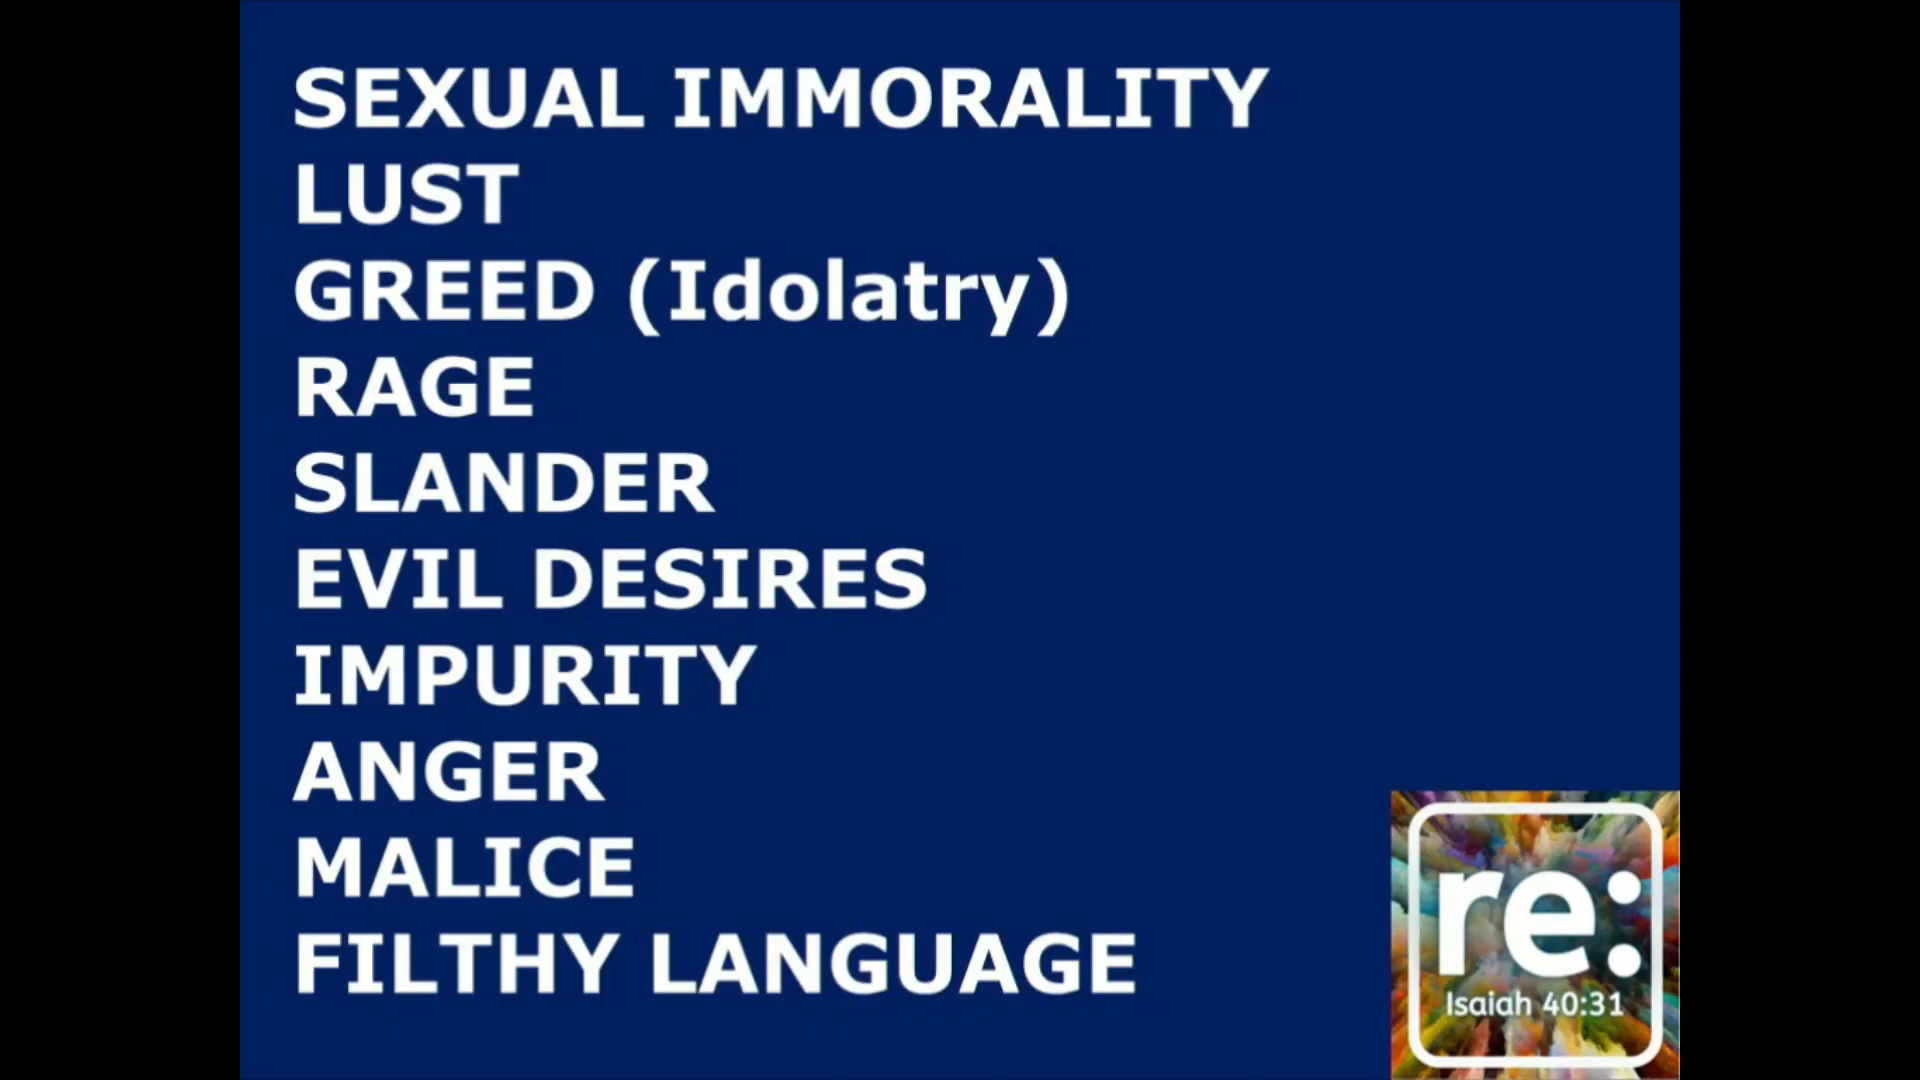 SEXUAL IMMORALITY
LUST
GREED (Idolatry)
RAGE
SLANDER
EVIL DESIRES
IMPURITY
ANGER
MALICE
FILTHY LANGUAGE
re:
Isaiah 40:31